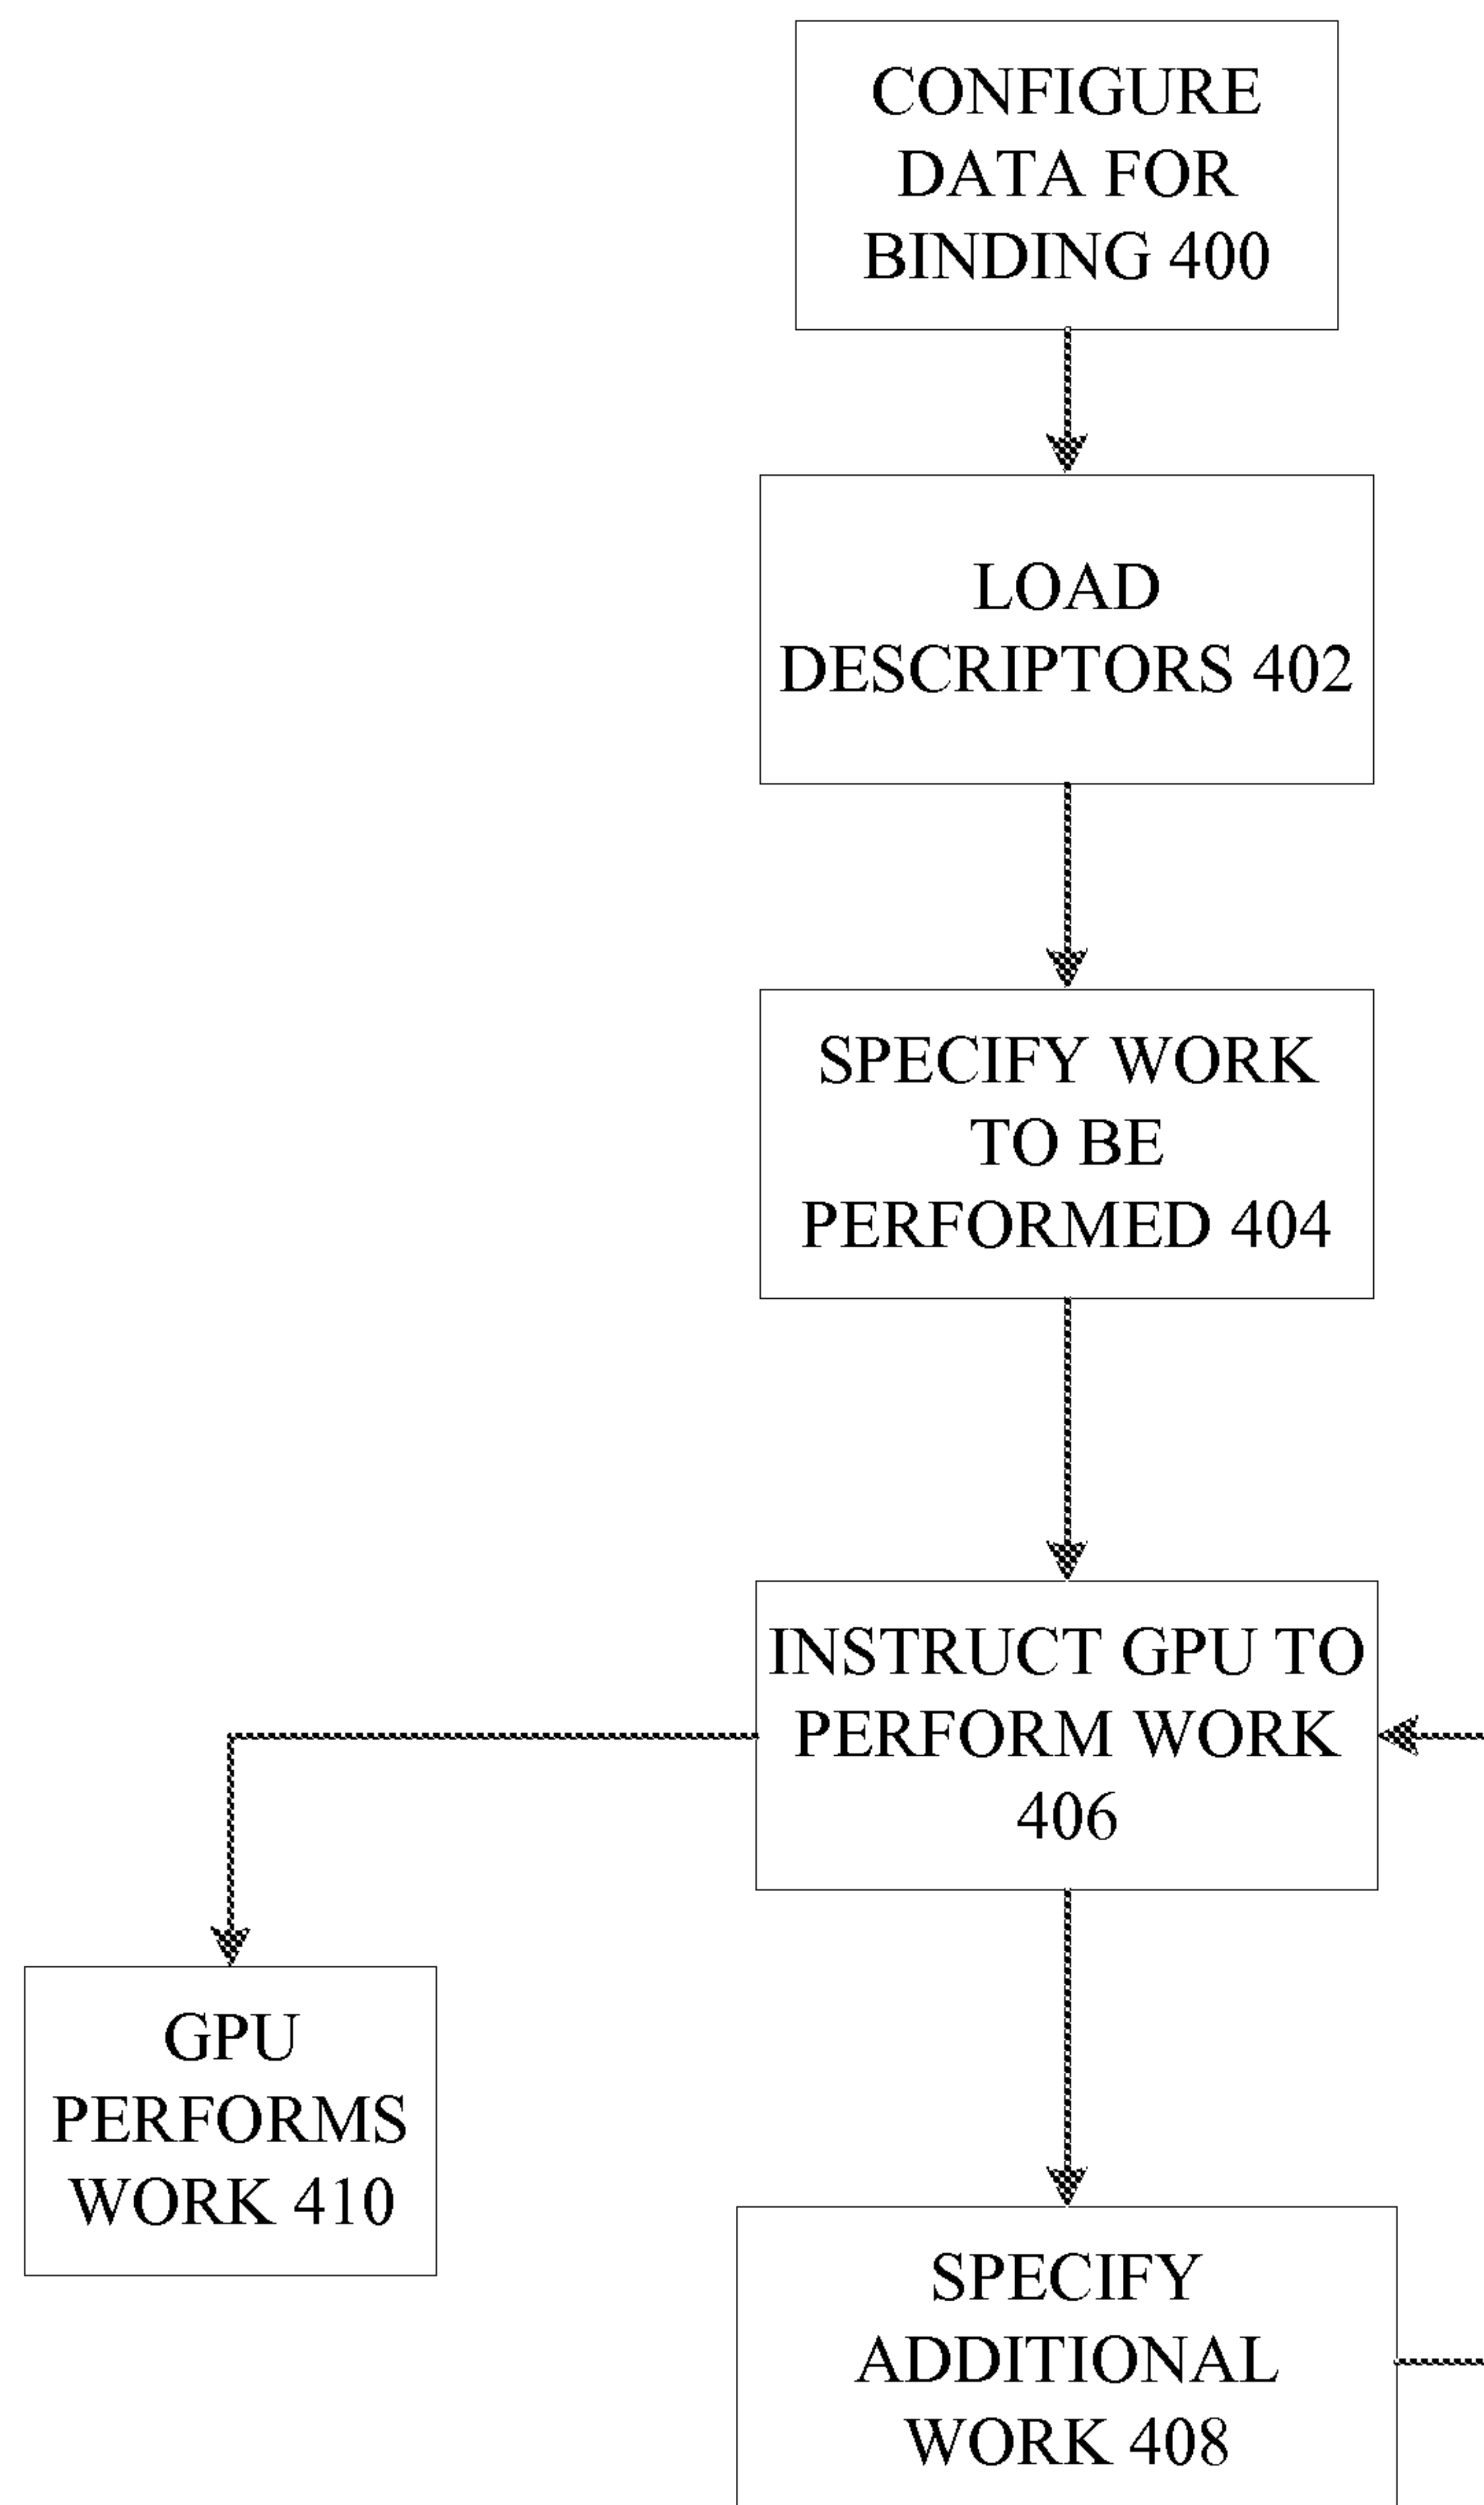 CONFIGURE
DATA FOR
BINDING 400
LOAD
DESCRIPTORS 402
SPECIFY WORK
TO BE
PERFORMED 404
INSTRUCT GPU TO
PERFORM WORK
406
GPU
PERFORMS
WORK 410
SPECIFY
ADDITIONAL
WORK 408